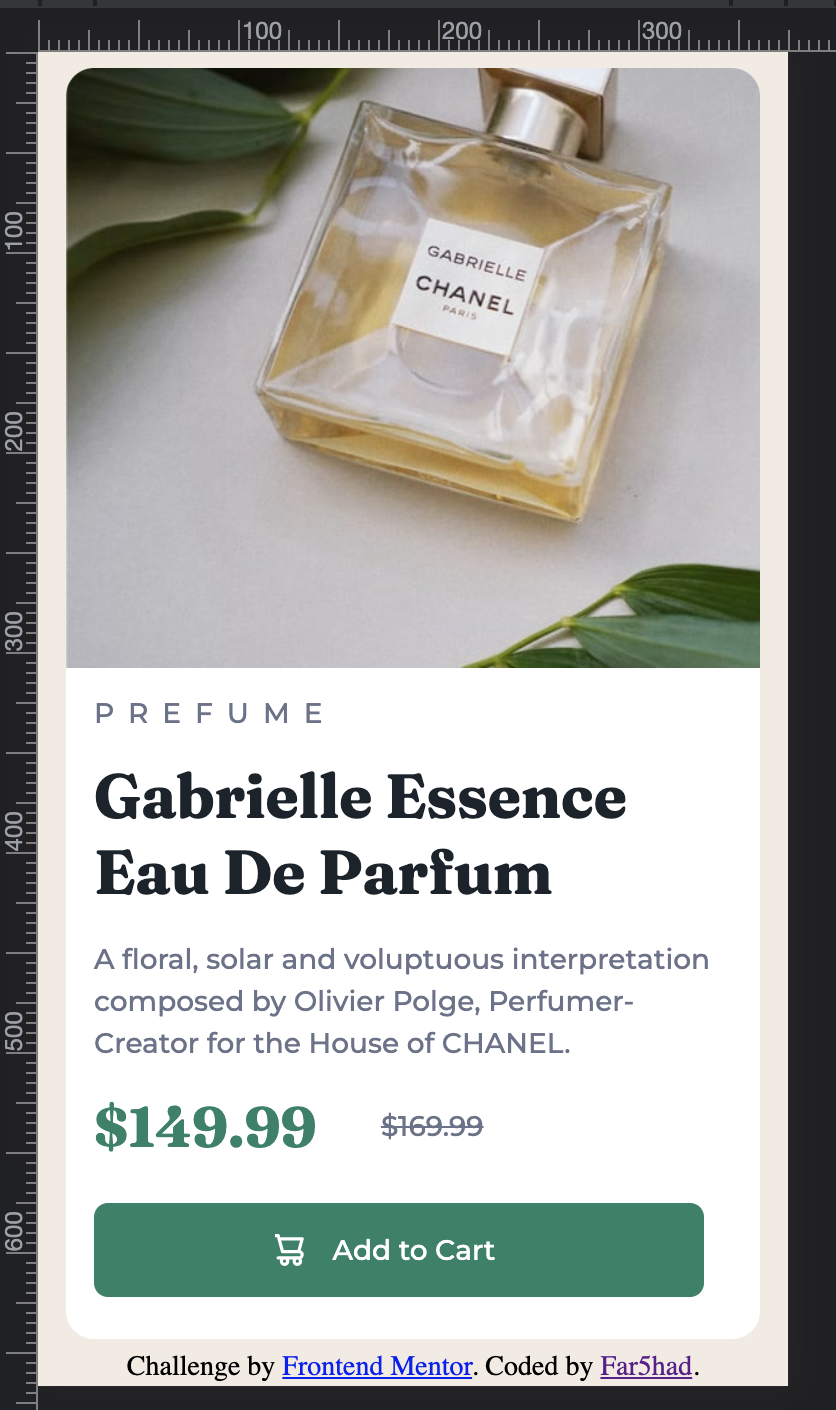 100
200
300
100
200
300
400
500
600
GABRIELLE
CHANEL
PARIS
PREFUME
Gabrielle Essence
Eau De Parfum
A floral, solar and voluptuous interpretation
composed by Olivier Polge, Perfumer-
Creator for the House of CHANEL.
$149.99 $169.99
Add to Cart
Challenge by Frontend Mentor. Coded by Far5had.